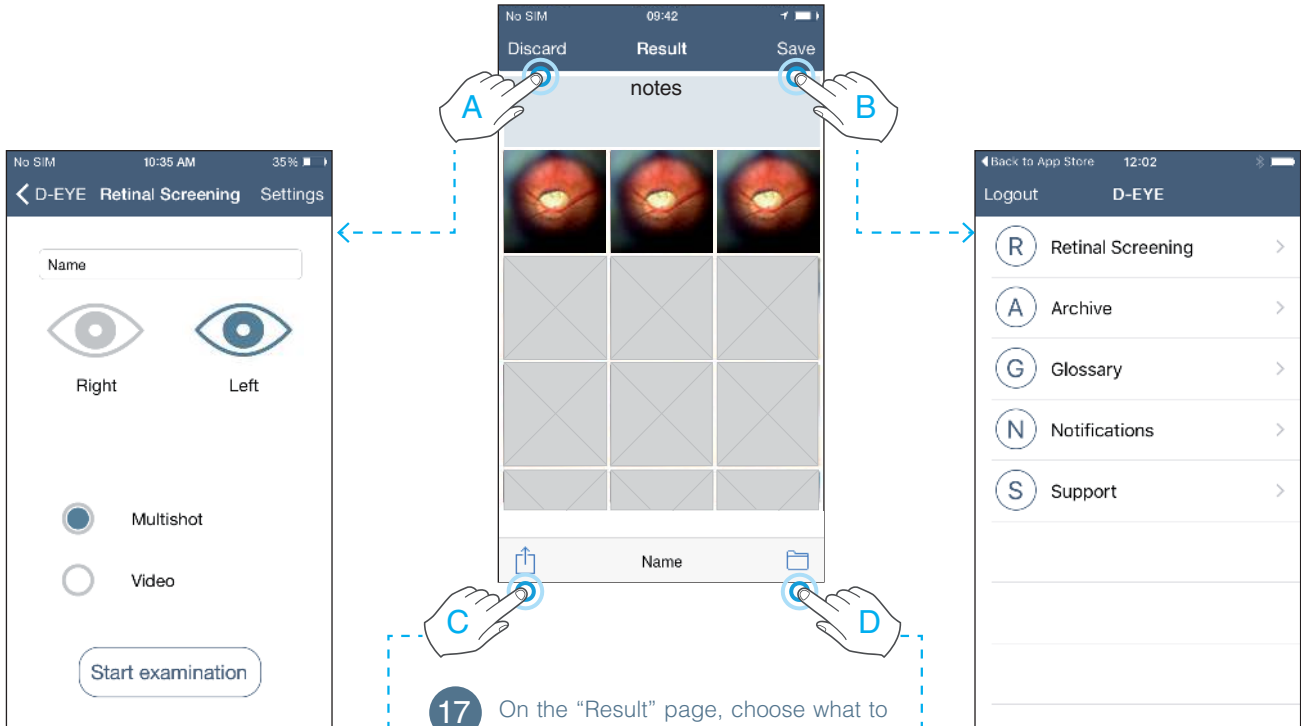 No SIM 09:42
Discard Result Save
notes
A
B
No SIM 10:35 AM 35%
D-EYE Retinal Screening Settings
Name
Right Left
Multishot
Video
Start examination
Back to App Store 12:02
Logout D-EYE
R Retinal Screening
A Archive
G Glossary
N Notifications
S Support
Name
C
D
17 On the “Result” page, choose what to